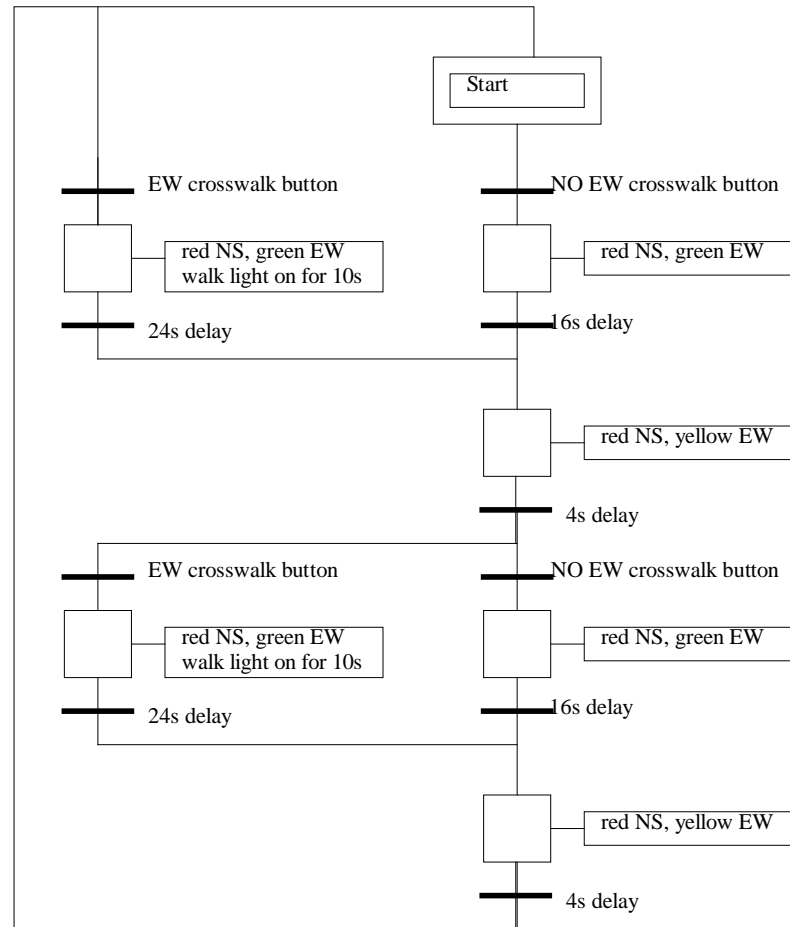 Start
EW crosswalk button
NO EW crosswalk button
red NS, green EW
walk light on for 10s
red NS, green EW
24s delay
16s delay
red NS, yellow EW
4s delay
EW crosswalk button
NO EW crosswalk button
red NS, green EW
walk light on for 10s
red NS, green EW
24s delay
16s delay
red NS, yellow EW
4s delay